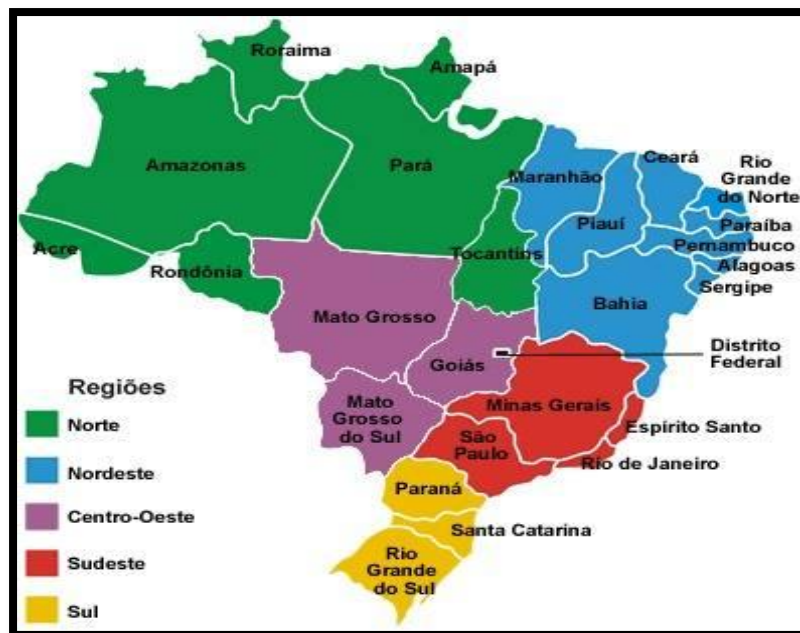 Roraima
Amapá
Amazonas
Pará
Maranhão
Ceará
Rio
Grande
do Norte
Piauí
Paraíba
Pernambuco
Alagoas
Sergipe
Acre
Rondônia
Tocantins
Bahia
Mato Grosso
Goiás
Distrito
Federal
Mato
Grosso
do Sul
Minas Gerais
Espírito Santo
São
Paulo
Rio de Janeiro
Paraná
Santa Catarina
Rio
Grande
do Sul
Regiões
Norte
Nordeste
Centro-Oeste
Sudeste
Sul